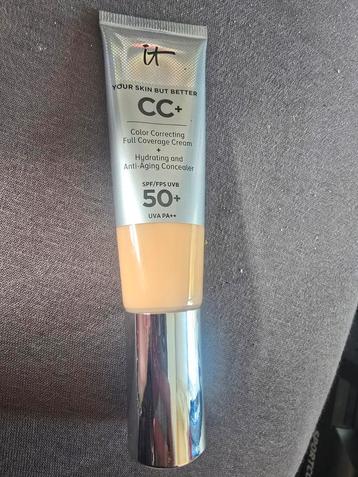 it
YOUR SKIN BUT BETTER
CC+
Color Correcting
Full Coverage Cream
+
Hydrating and
Anti-Aging Concealer
SPF/FPS UVB
50+
UVA PA++